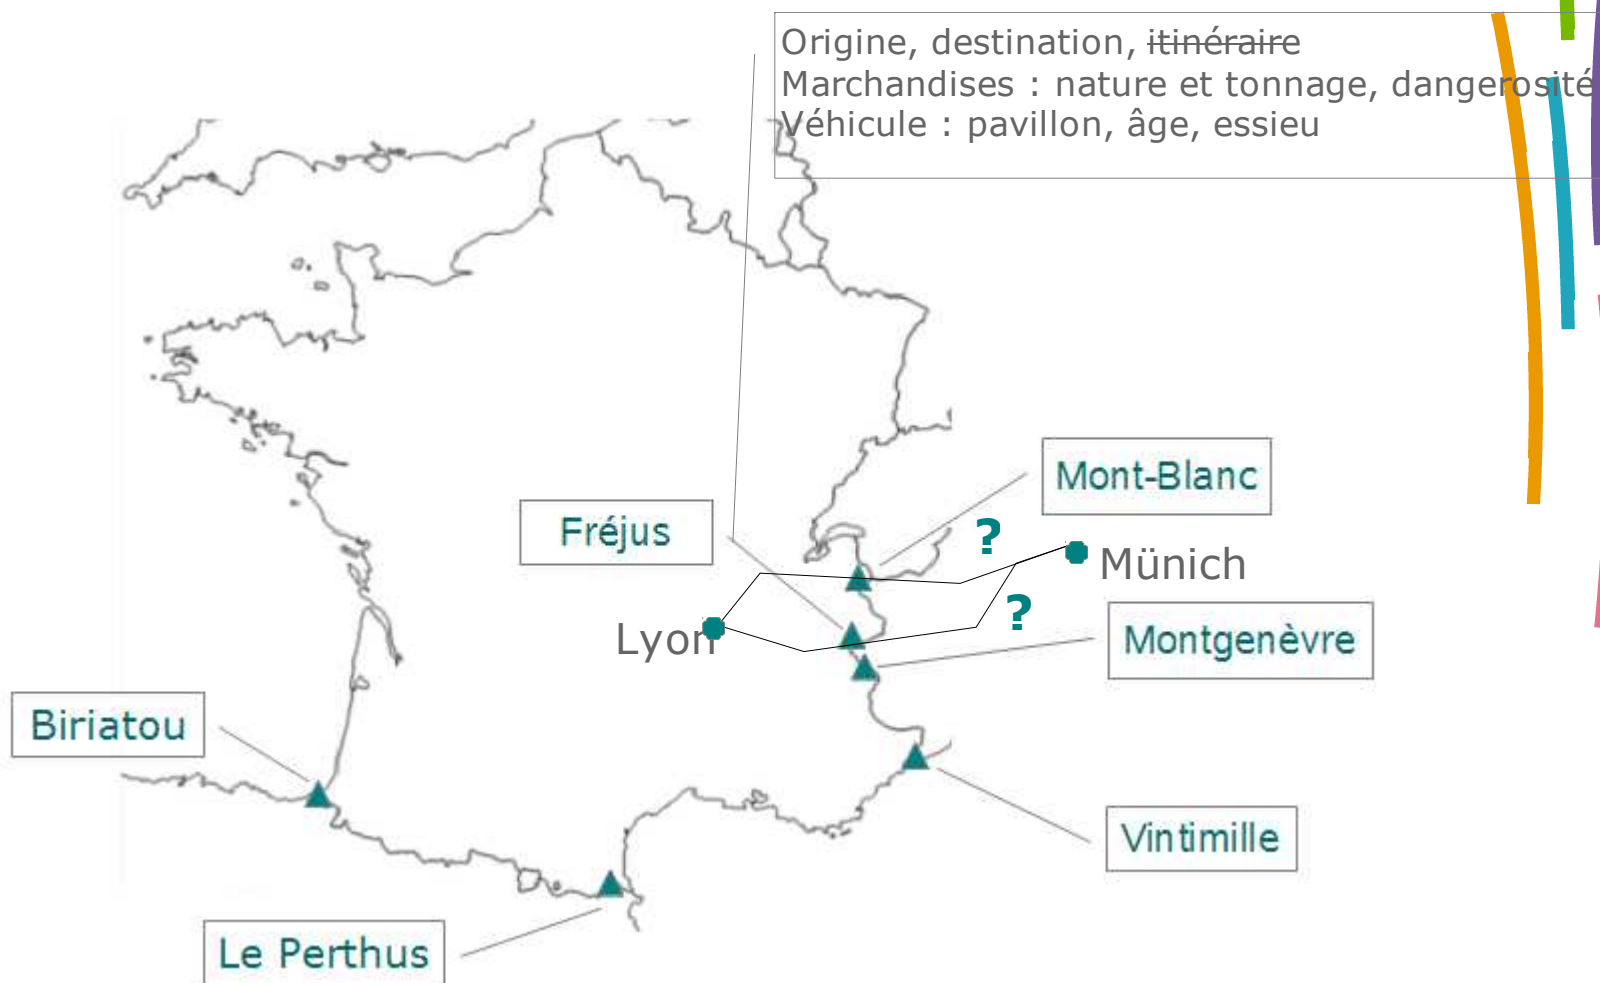 Origine, destination, itinéraire
Marchandises : nature et tonnage, dangerosité
Véhicule : pavillon, âge, essieu
Mont-Blanc
Fréjus
?
Münich
?
Lyon
Montgenèvre
Biriatou
Vintimille
Le Perthus